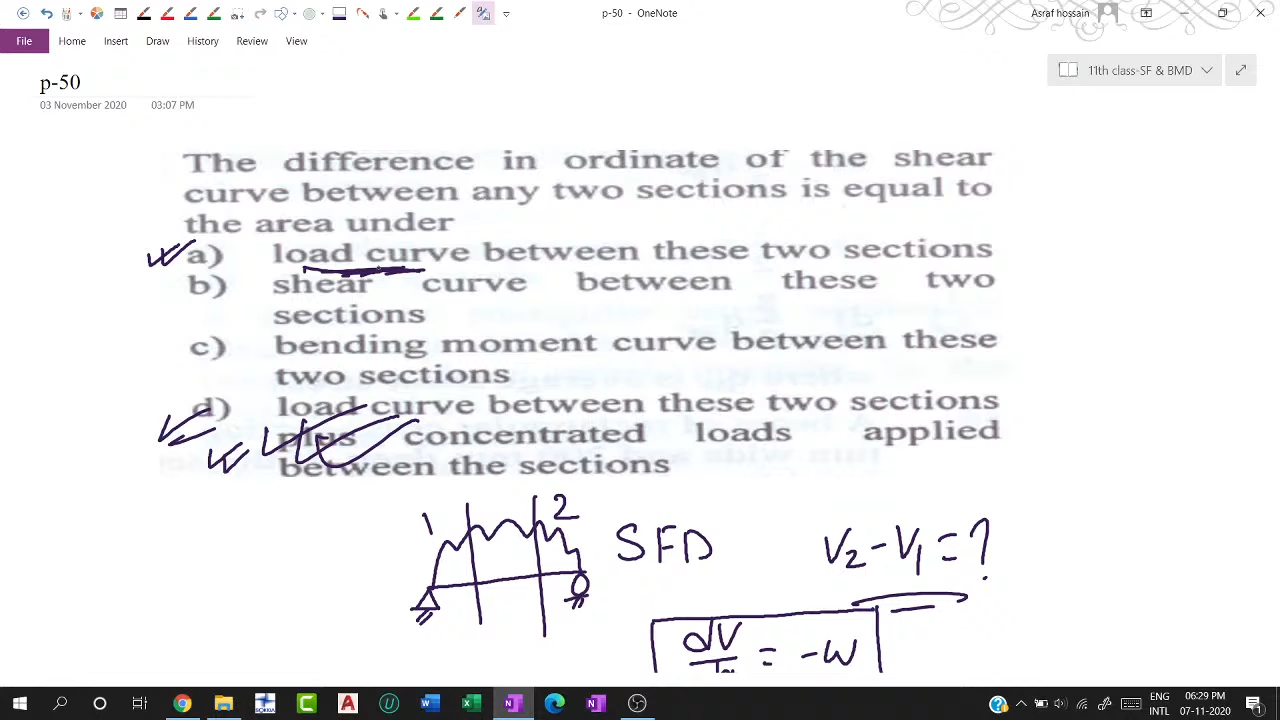 p-50 - OneNote
Asraf hossain
File Home Insert Draw History Review View
p-50
11th class-SF & BMD
03 November 2020 03:07 PM
The difference in ordinate of the shear
curve between any two sections is equal to
the area under
a) load curve between these two sections
b) shear curve between these two
sections
c) bending moment curve between these
two sections
d) load curve between these two sections
plus concentrated loads applied
between the sections
1 2 SFD V2-V1=?
dV = -w
ENG 06:29 PM
INTL 07-11-2020